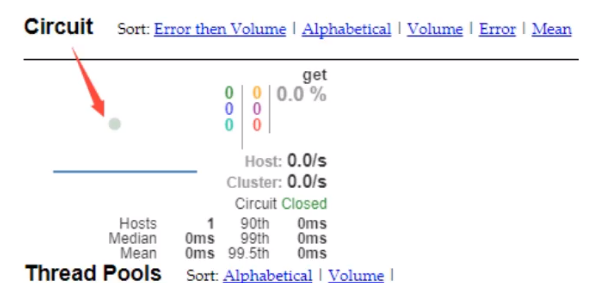 Circuit Sort: Error then Volume | Alphabetical | Volume | Error | Mean
get
0 | 0 | 0.0 %
0 | 0
0 | 0
Host: 0.0/s
Cluster: 0.0/s
Circuit Closed
Hosts 1 90th 0ms
Median 0ms 99th 0ms
Mean 0ms 99.5th 0ms
Thread Pools Sort: Alphabetical | Volume |